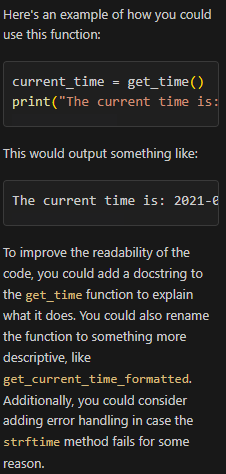 Here's an example of how you could
use this function:
current_time = get_time()
print("The current time is:
This would output something like:
The current time is: 2021-0
To improve the readability of the
code, you could add a docstring to
the get_time function to explain
what it does. You could also rename
the function to something more
descriptive, like
get_current_time_formatted.
Additionally, you could consider
adding error handling in case the
strftime method fails for some
reason.